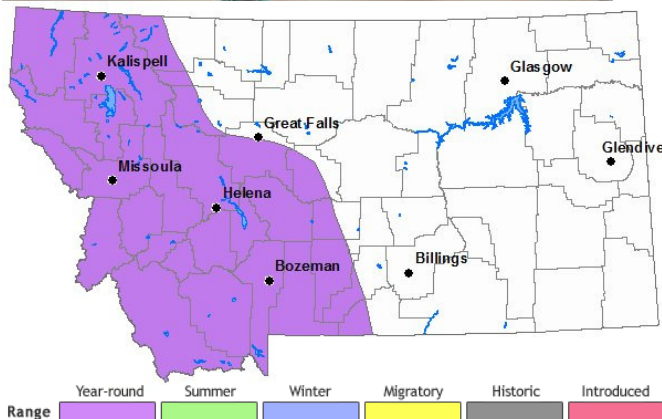 Kalispell
Glasgow
Great Falls
Glendive
Missoula
Helena
Bozeman
Billings
Year-round Summer Winter Migratory Historic Introduced
Range